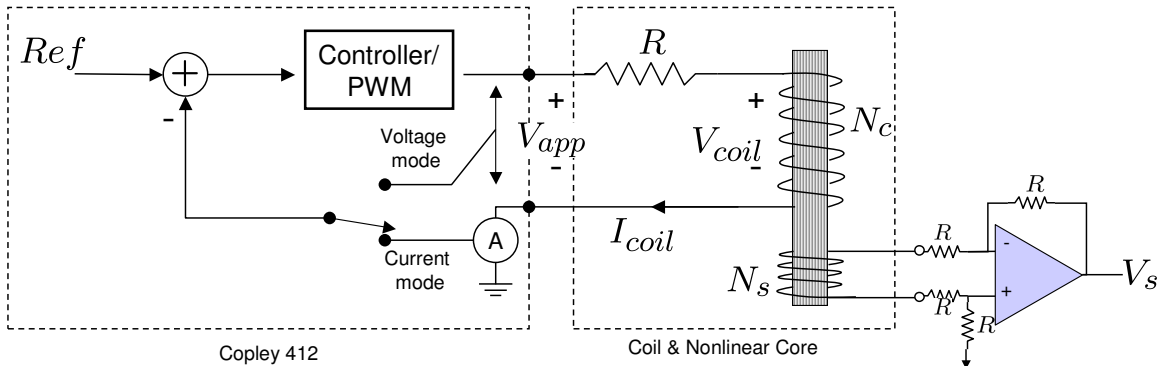 Ref
+
-
Controller/
PWM
Voltage
mode
Current
mode
A
+
V_app
-
R
+
V_coil
-
I_coil
N_c
N_s
R
R
R
R
-
+
V_s
Copley 412
Coil & Nonlinear Core